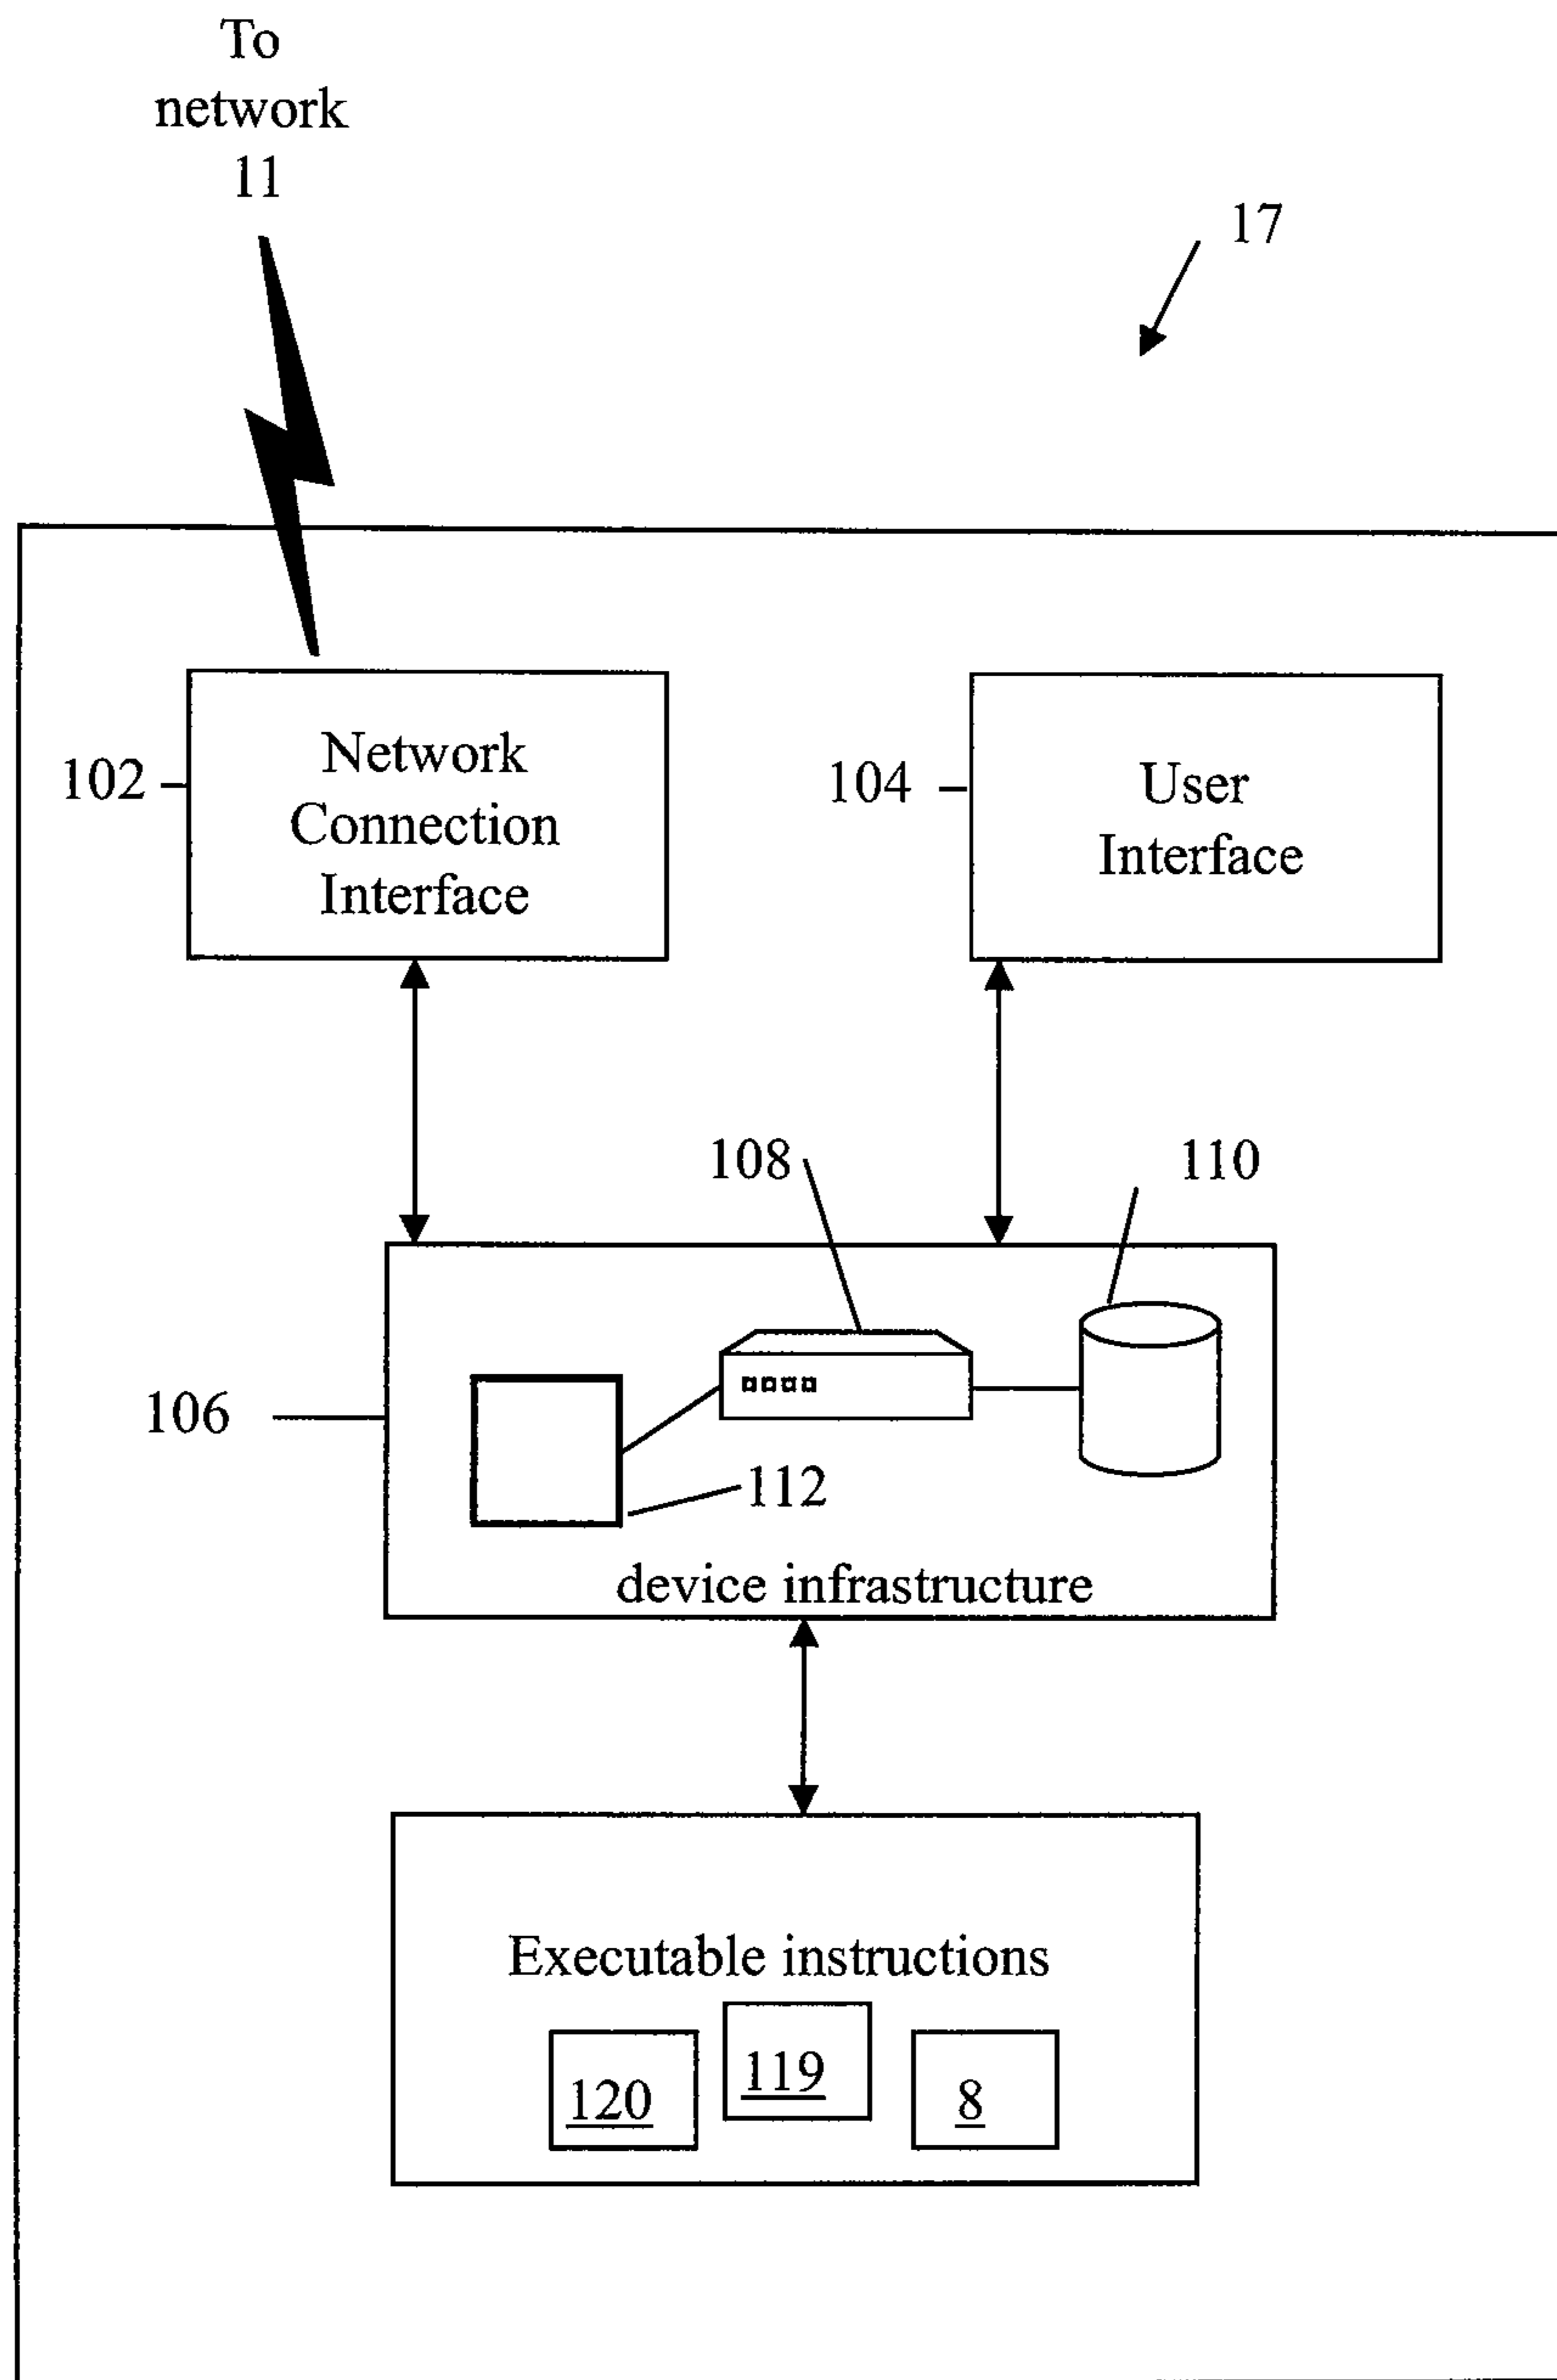 To
network
11
17
102
Network
Connection
Interface
104
User
Interface
108
110
106
112
device infrastructure
Executable instructions
120
119
8